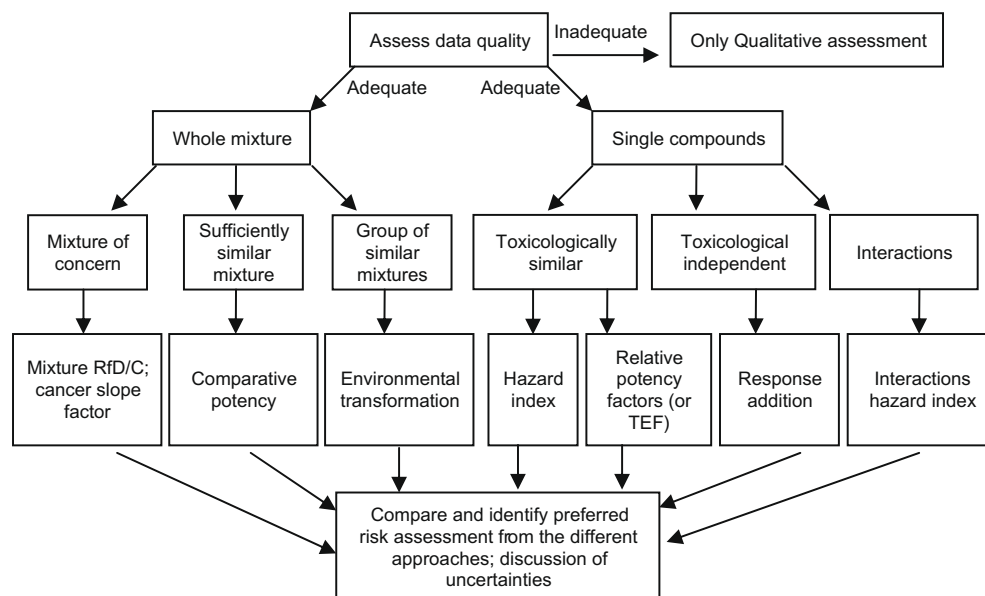 Assess data quality
Inadequate
Only Qualitative assessment
Adequate
Adequate
Whole mixture
Single compounds
Mixture of
concern
Sufficiently
similar
mixture
Group of
similar
mixtures
Toxicologically
similar
Toxicological
independent
Interactions
Mixture RfD/C;
cancer slope
factor
Comparative
potency
Environmental
transformation
Hazard
index
Relative
potency
factors (or
TEF)
Response
addition
Interactions
hazard index
Compare and identify preferred
risk assessment from the different
approaches; discussion of
uncertainties